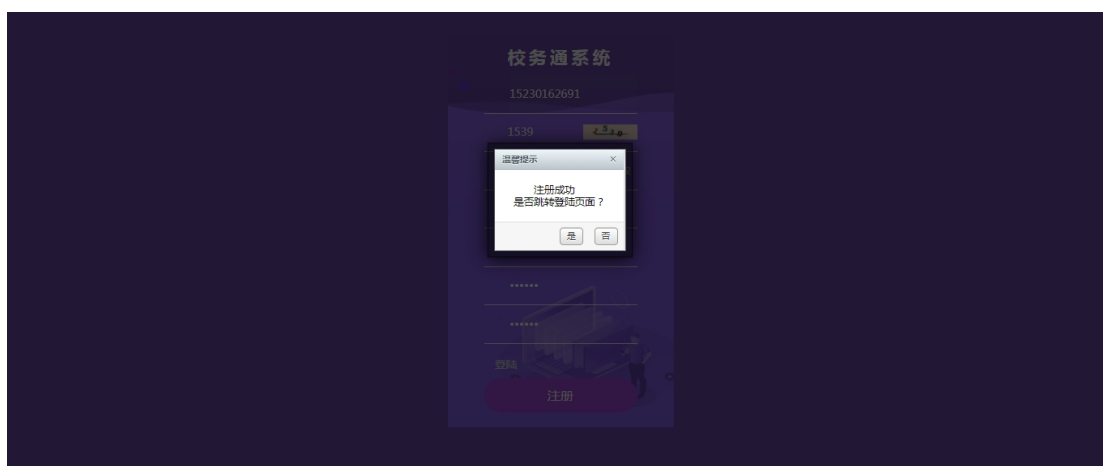 校务通系统
15230162691
1539
温馨提示
×
注册成功
是否跳转登陆页面？
是 否
••••••
••••••
登陆
注册